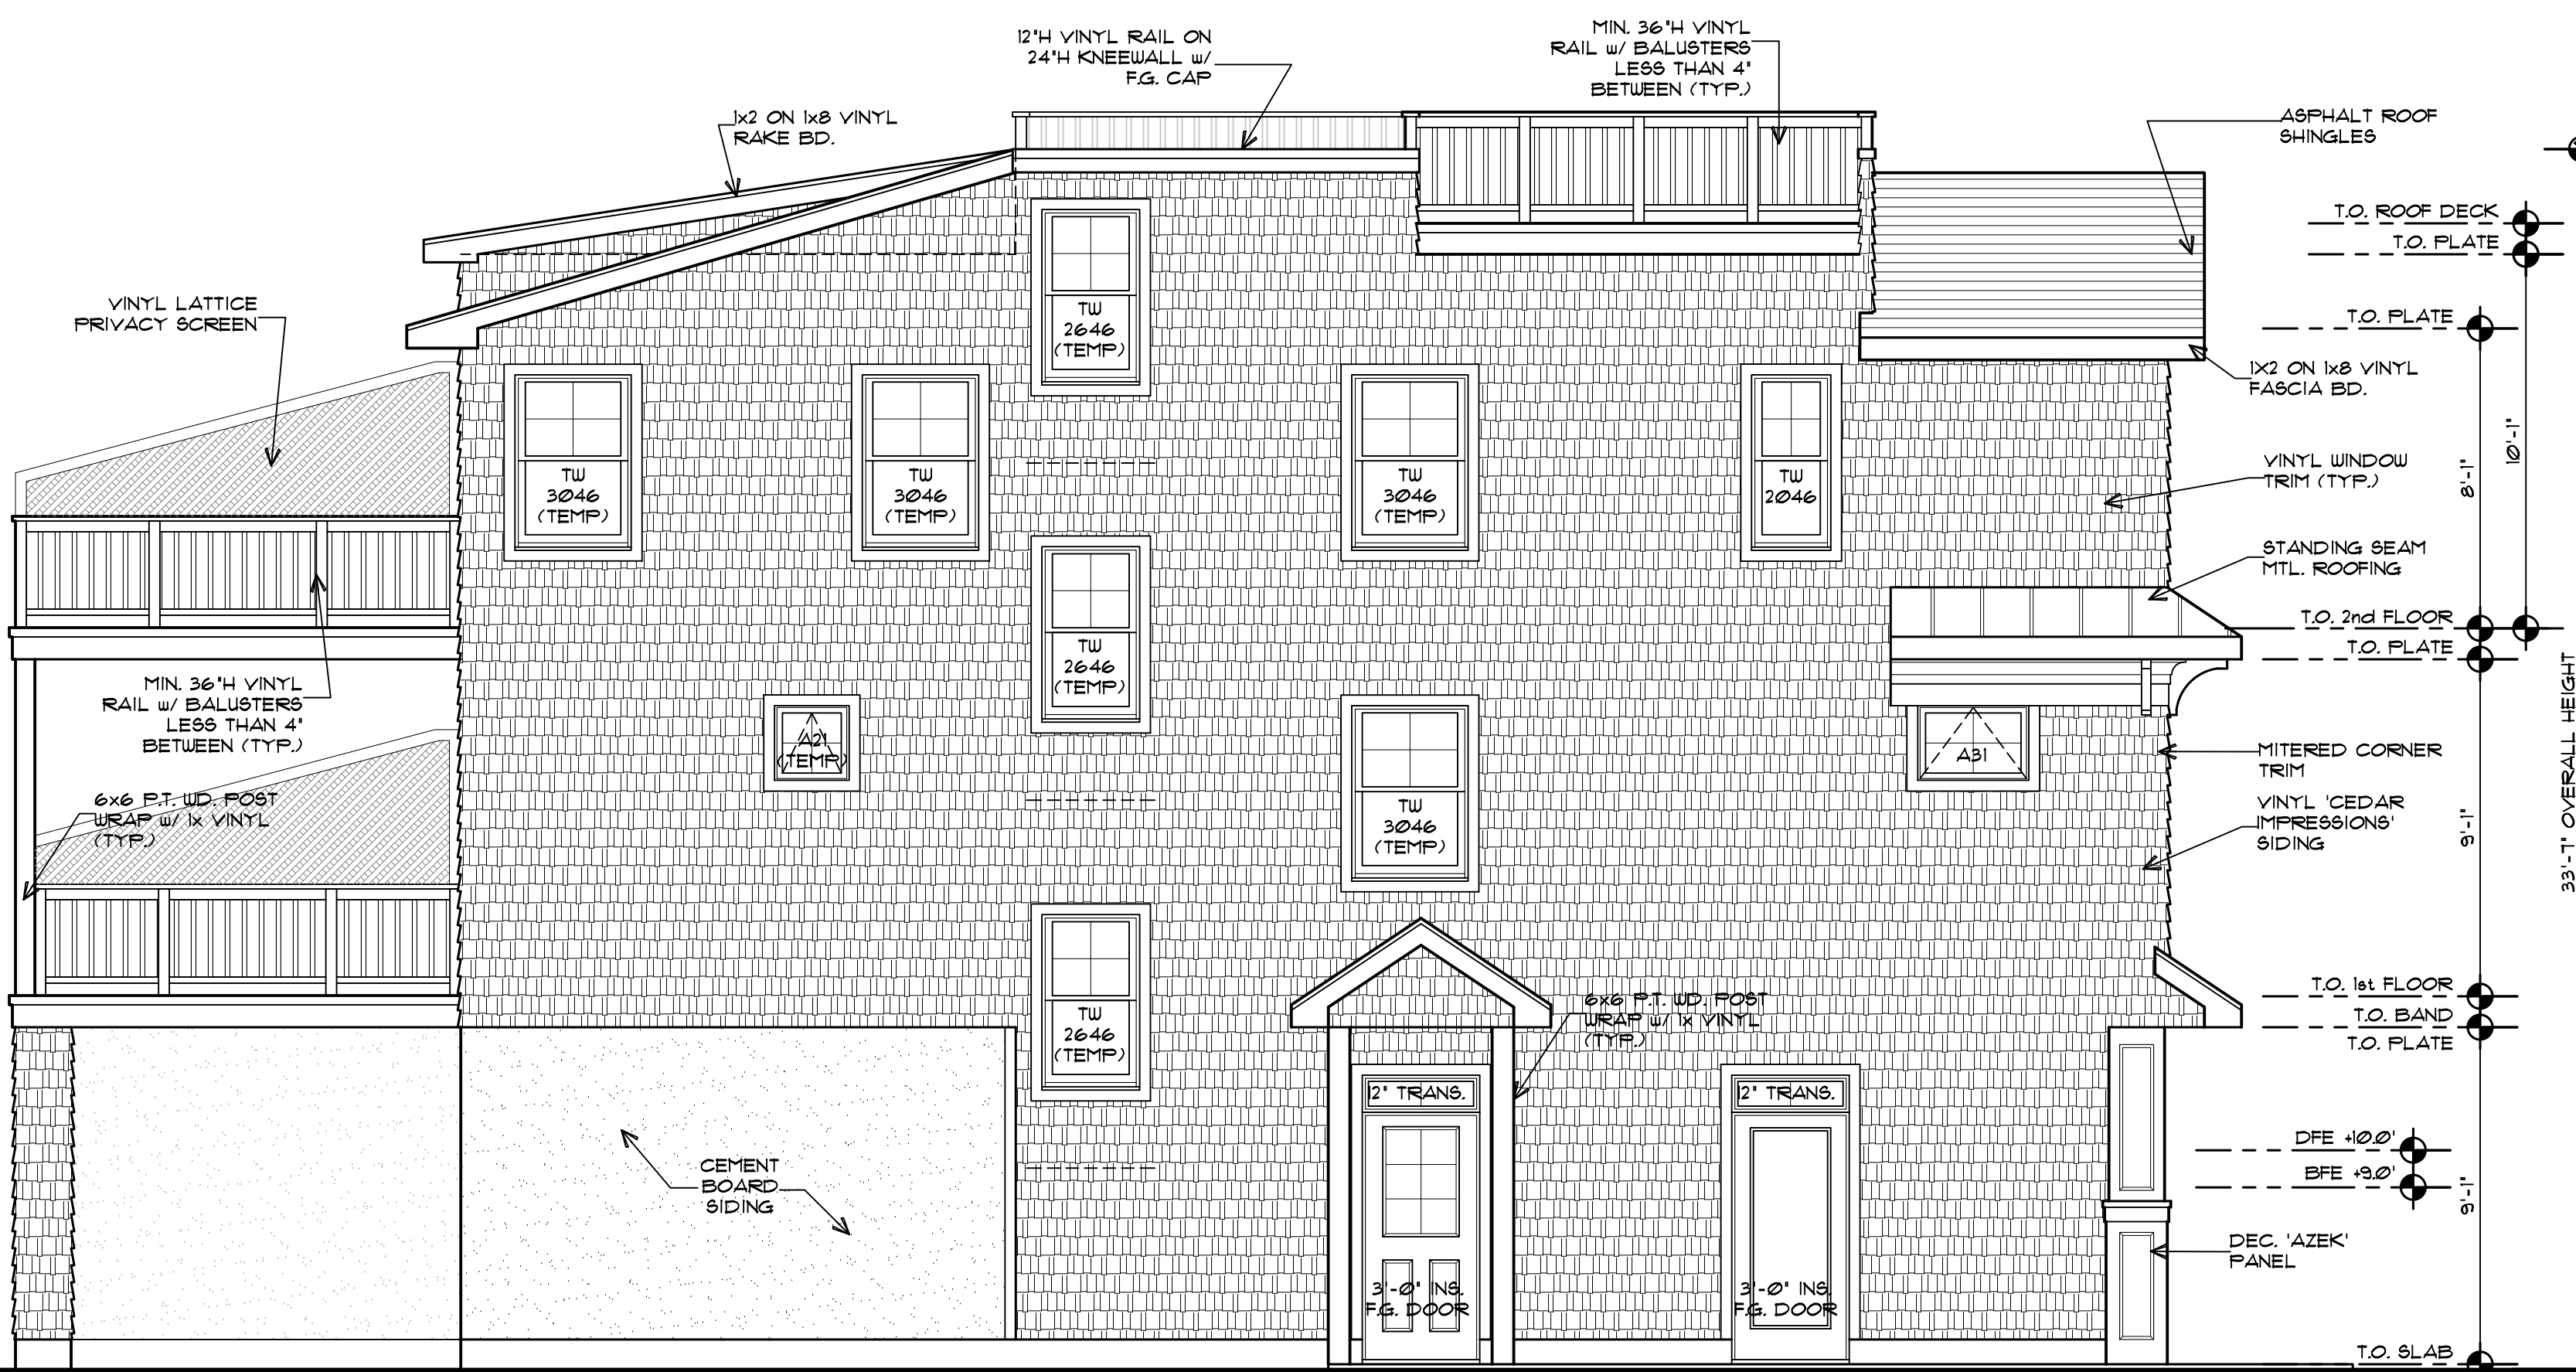 12"H VINYL RAIL ON
24"H KNEEWALL w/
F.G. CAP
MIN. 36"H VINYL
RAIL w/ BALUSTERS
LESS THAN 4"
BETWEEN (TYP.)
1x2 ON 1x8 VINYL
RAKE BD.
ASPHALT ROOF
SHINGLES
T.O. ROOF DECK
T.O. PLATE
VINYL LATTICE
PRIVACY SCREEN
T.O. PLATE
TW
2646
(TEMP)
1X2 ON 1x8 VINYL
FASCIA BD.
10'-1"
8'-1"
TW
3046
(TEMP)
TW
3046
(TEMP)
TW
3046
(TEMP)
TW
2046
VINYL WINDOW
TRIM (TYP.)
STANDING SEAM
MTL. ROOFING
T.O. 2nd FLOOR
T.O. PLATE
TW
2646
(TEMP)
MIN. 36"H VINYL
RAIL w/ BALUSTERS
LESS THAN 4"
BETWEEN (TYP.)
A21
(TEMP)
A31
MITERED CORNER
TRIM
33'-7" OVERALL HEIGHT
6x6 P.T. WD. POST
WRAP w/ 1x VINYL
(TYP.)
TW
3046
(TEMP)
VINYL 'CEDAR
IMPRESSIONS'
SIDING
9'-1"
T.O. 1st FLOOR
T.O. BAND
T.O. PLATE
6x6 P.T. WD. POST
WRAP w/ 1x VINYL
(TYP.)
TW
2646
(TEMP)
12" TRANS.
12" TRANS.
DFE +10.0'
BFE +9.0'
9'-1"
CEMENT
BOARD
SIDING
DEC. 'AZEK'
PANEL
3'-0" INS.
F.G. DOOR
3'-0" INS.
F.G. DOOR
T.O. SLAB